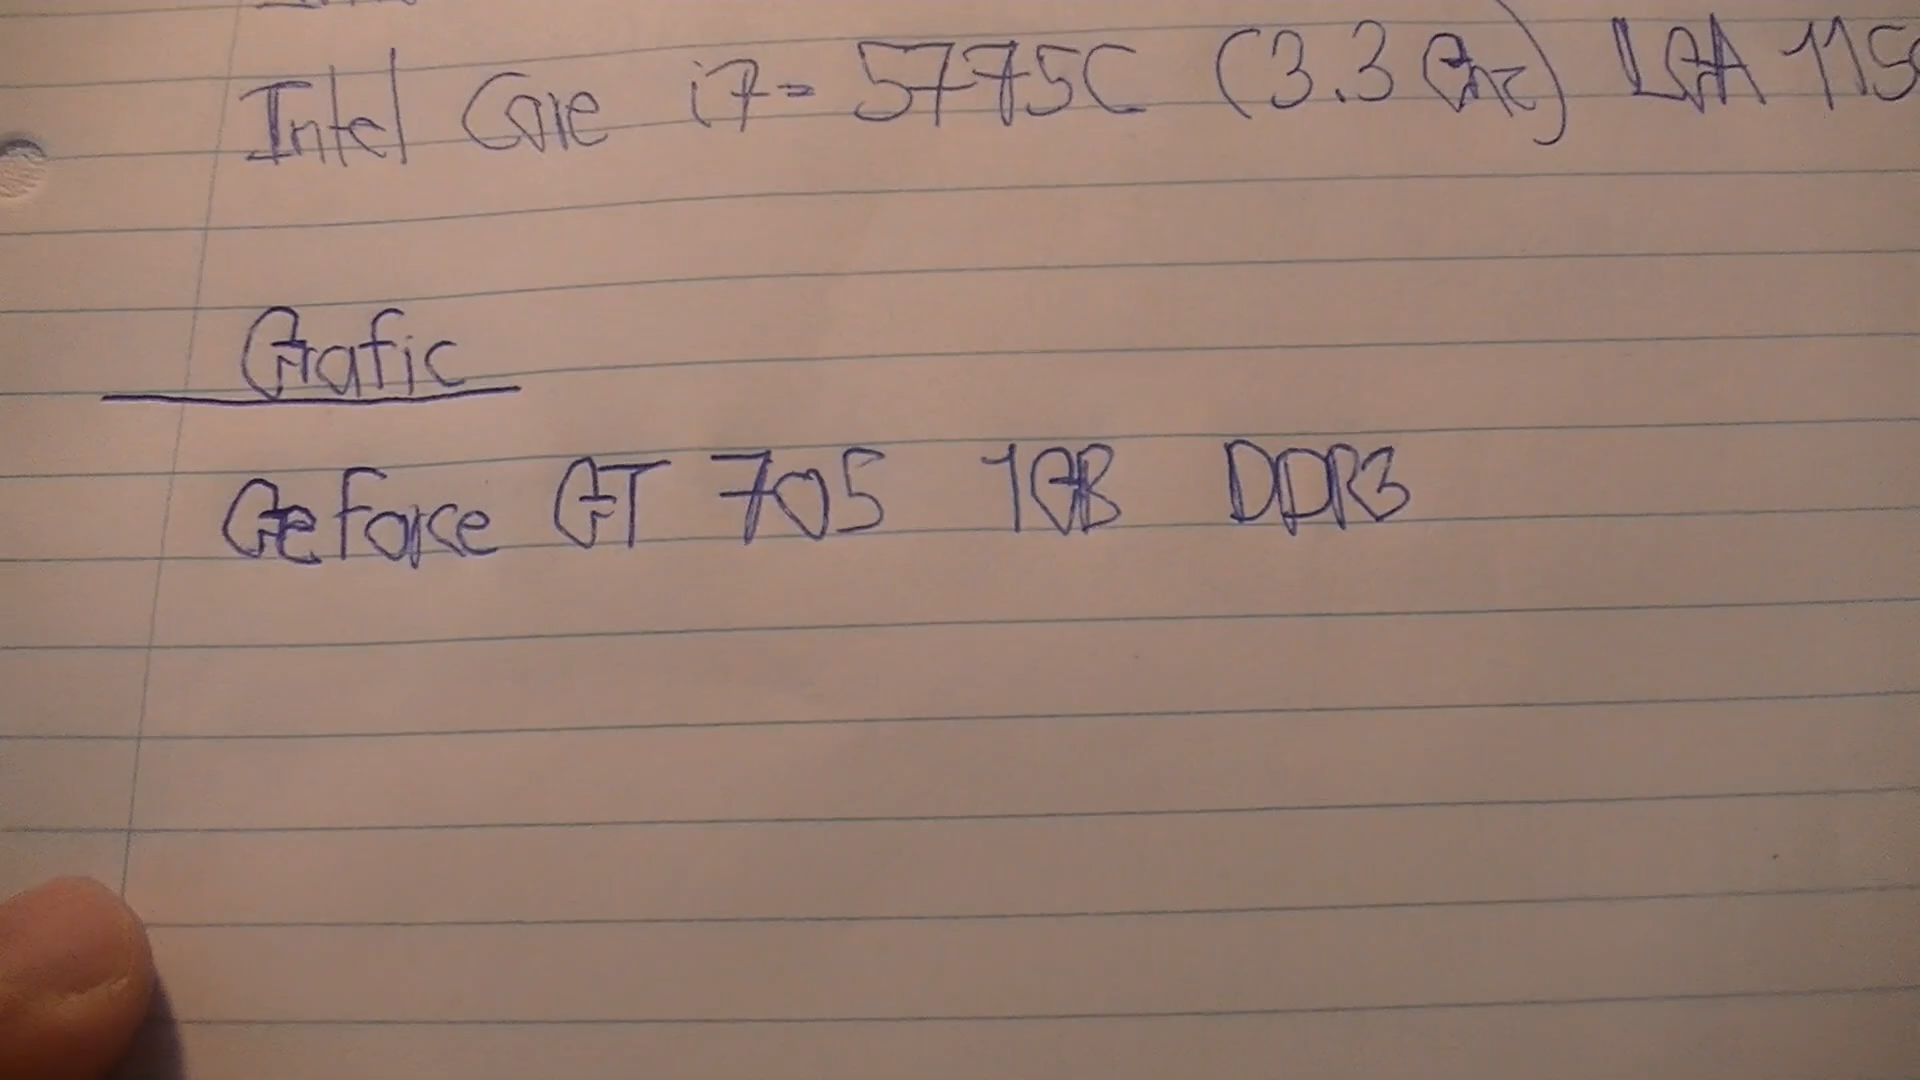 Intel Core i7-5775C (3.3 Ghz) LGA 115
Grafic
Geforce GT 705 1GB DDR3